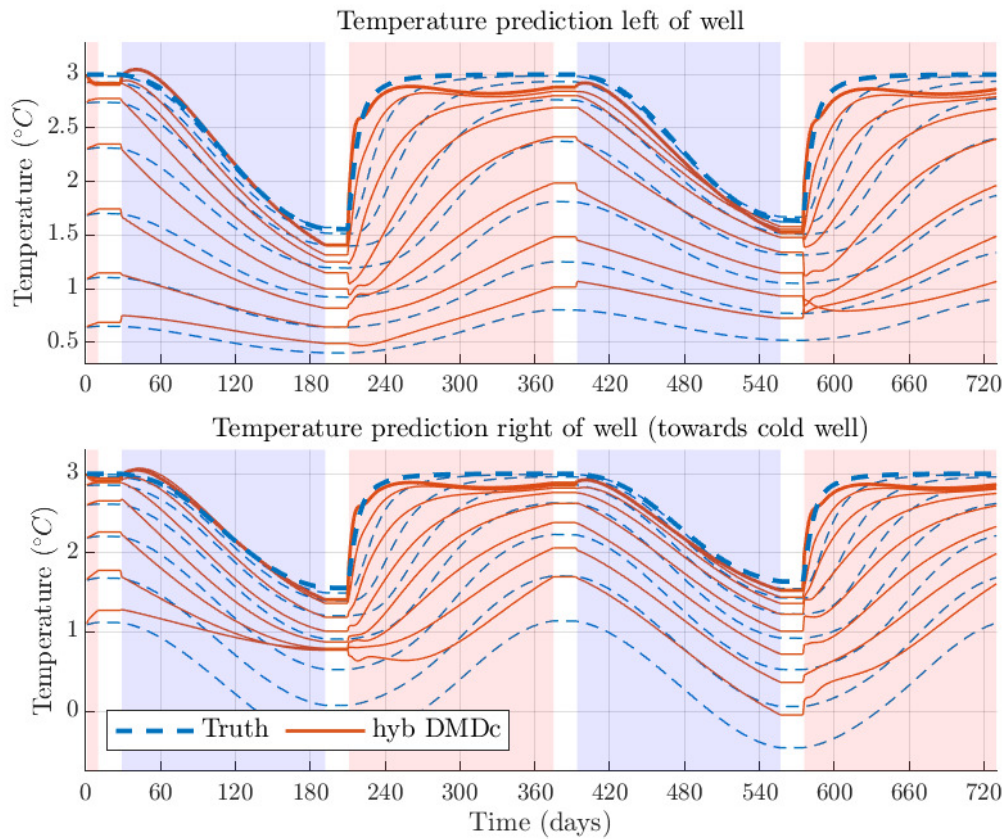 Temperature prediction left of well
3
2.5
2
1.5
1
0.5
Temperature (°C)
0 60 120 180 240 300 360 420 480 540 600 660 720
Temperature prediction right of well (towards cold well)
3
2
1
0
Temperature (°C)
Truth hyb DMDc
0 60 120 180 240 300 360 420 480 540 600 660 720
Time (days)